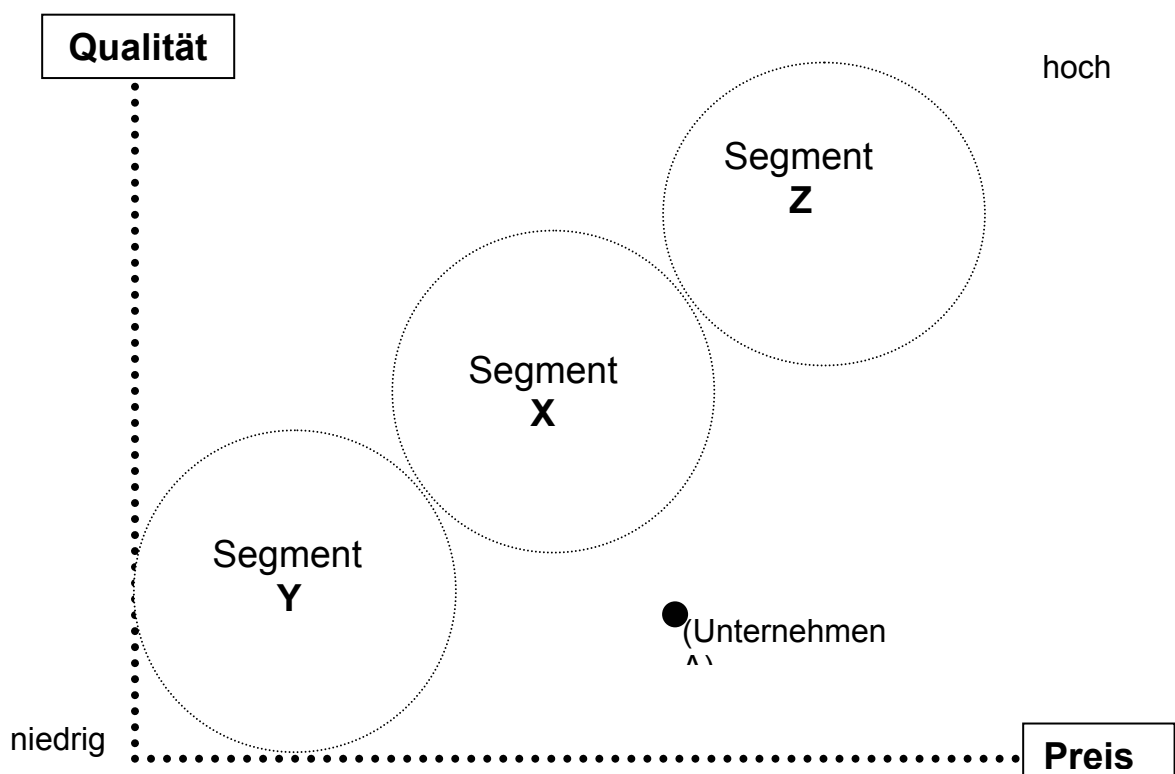 Qualität
hoch
Segment
Z
Segment
X
Segment
Y
(Unternehmen
A)
niedrig
Preis